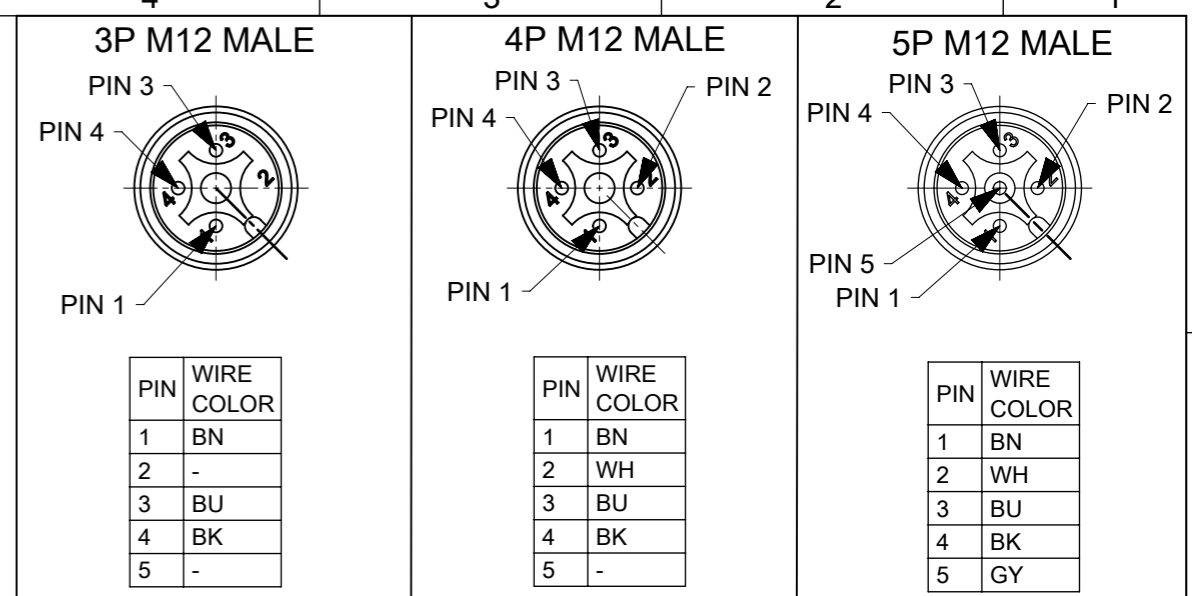 3P M12 MALE
PIN 3
PIN 4
3
2
4
1
PIN 1
PIN WIRE COLOR
1 BN
2 -
3 BU
4 BK
5 -
4P M12 MALE
PIN 3
PIN 2
PIN 4
3
2
4
1
PIN 1
PIN WIRE COLOR
1 BN
2 WH
3 BU
4 BK
5 -
5P M12 MALE
PIN 3
PIN 2
PIN 4
3
2
4
1
PIN 5
PIN 1
PIN WIRE COLOR
1 BN
2 WH
3 BU
4 BK
5 GY